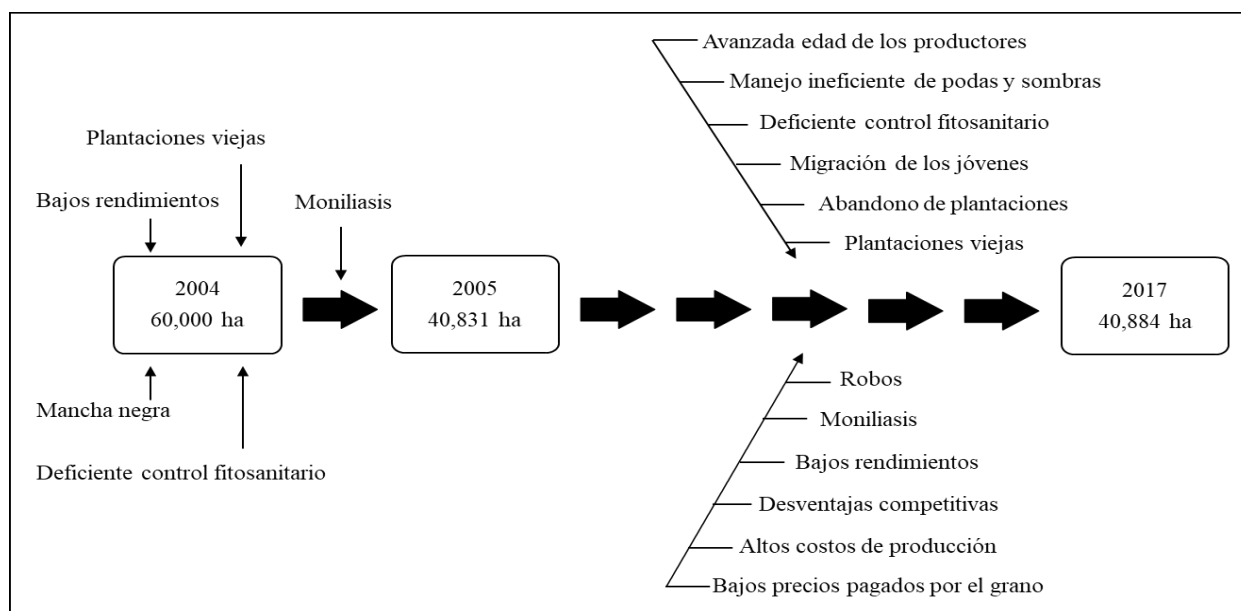 Plantaciones viejas
Bajos rendimientos
Moniliasis
2004
60,000 ha
2005
40,831 ha
Mancha negra
Deficiente control fitosanitario
Avanzada edad de los productores
Manejo ineficiente de podas y sombras
Deficiente control fitosanitario
Migración de los jóvenes
Abandono de plantaciones
Plantaciones viejas
Robos
Moniliasis
Bajos rendimientos
Desventajas competitivas
Altos costos de producción
Bajos precios pagados por el grano
2017
40,884 ha